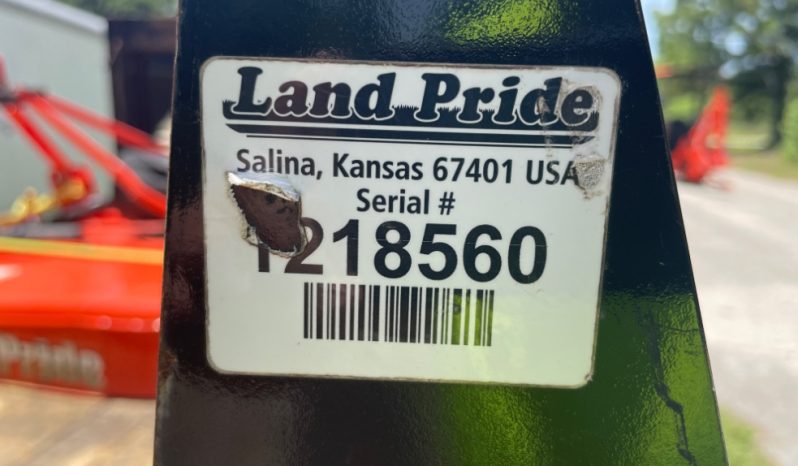 Land Pride
Salina, Kansas 67401 USA
Serial #
1218560
Pride